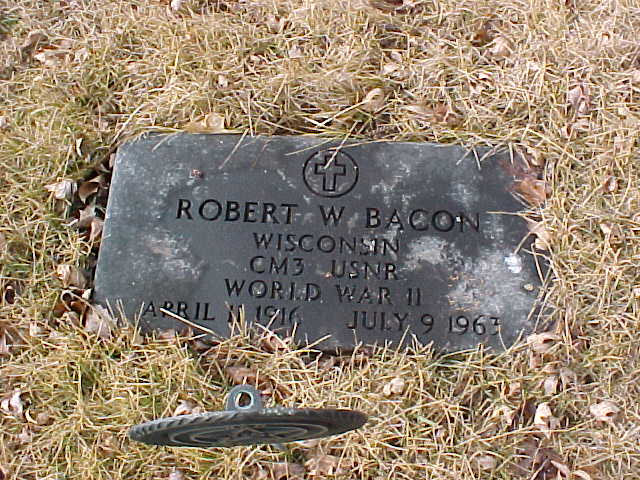 ROBERT W BACON
WISCONSIN
CM3 USNR
WORLD WAR II
APRIL 11 1916 JULY 9 1963